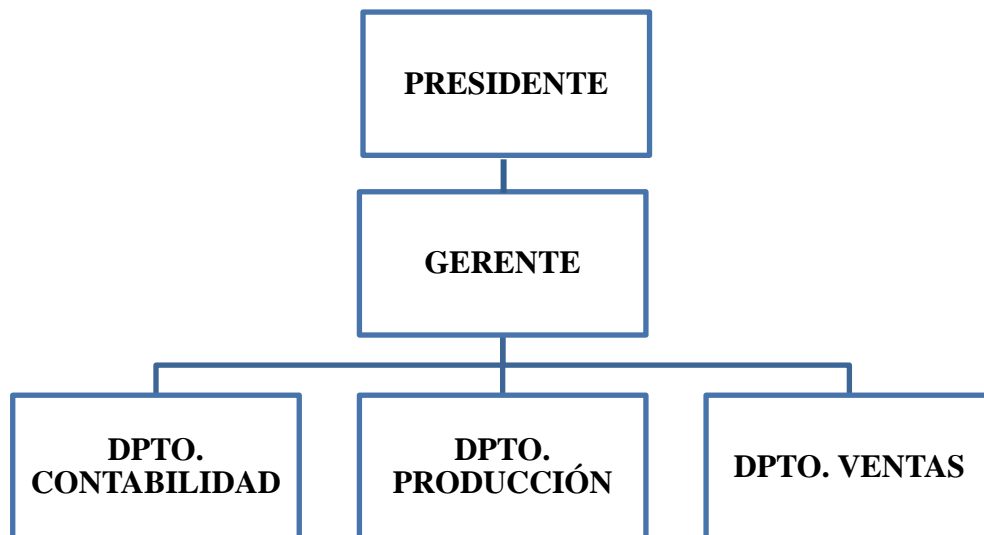 PRESIDENTE
GERENTE
DPTO.
CONTABILIDAD
DPTO.
PRODUCCIÓN
DPTO. VENTAS